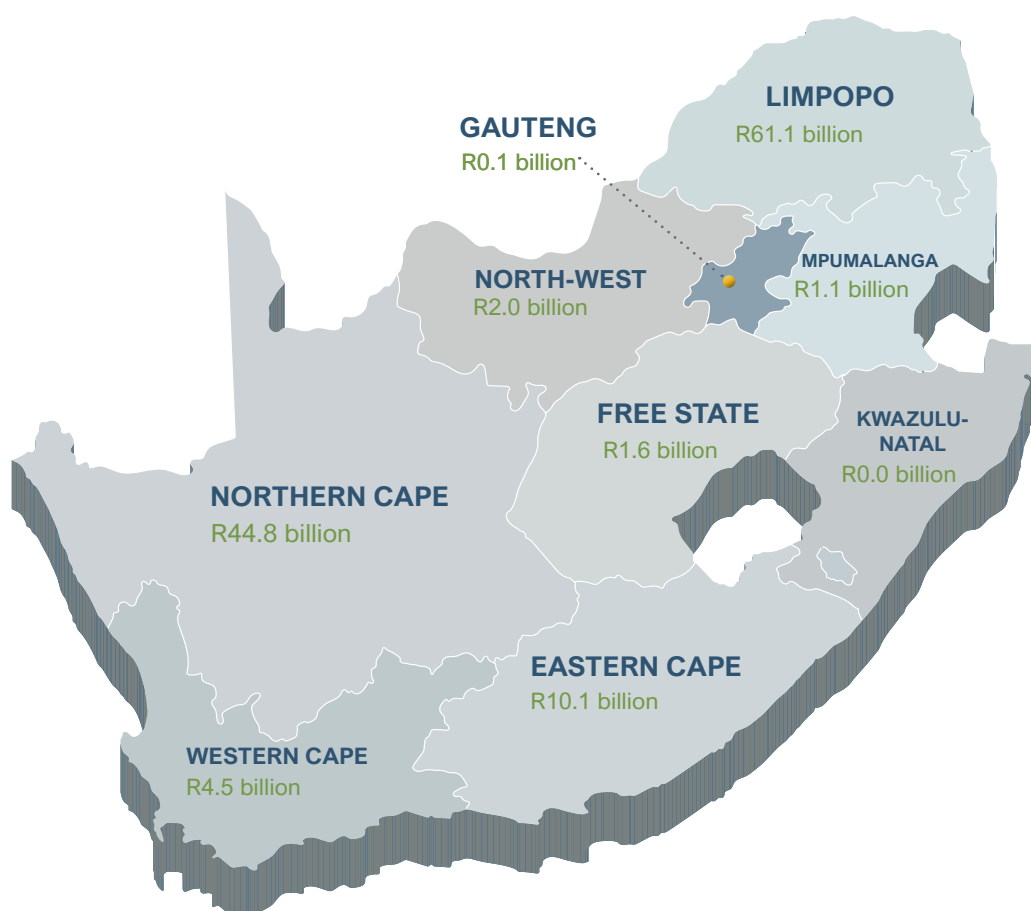 LIMPOPO
R61.1 billion
GAUTENG
R0.1 billion
MPUMALANGA
R1.1 billion
NORTH-WEST
R2.0 billion
FREE STATE
R1.6 billion
KWAZULU-
NATAL
R0.0 billion
NORTHERN CAPE
R44.8 billion
EASTERN CAPE
R10.1 billion
WESTERN CAPE
R4.5 billion